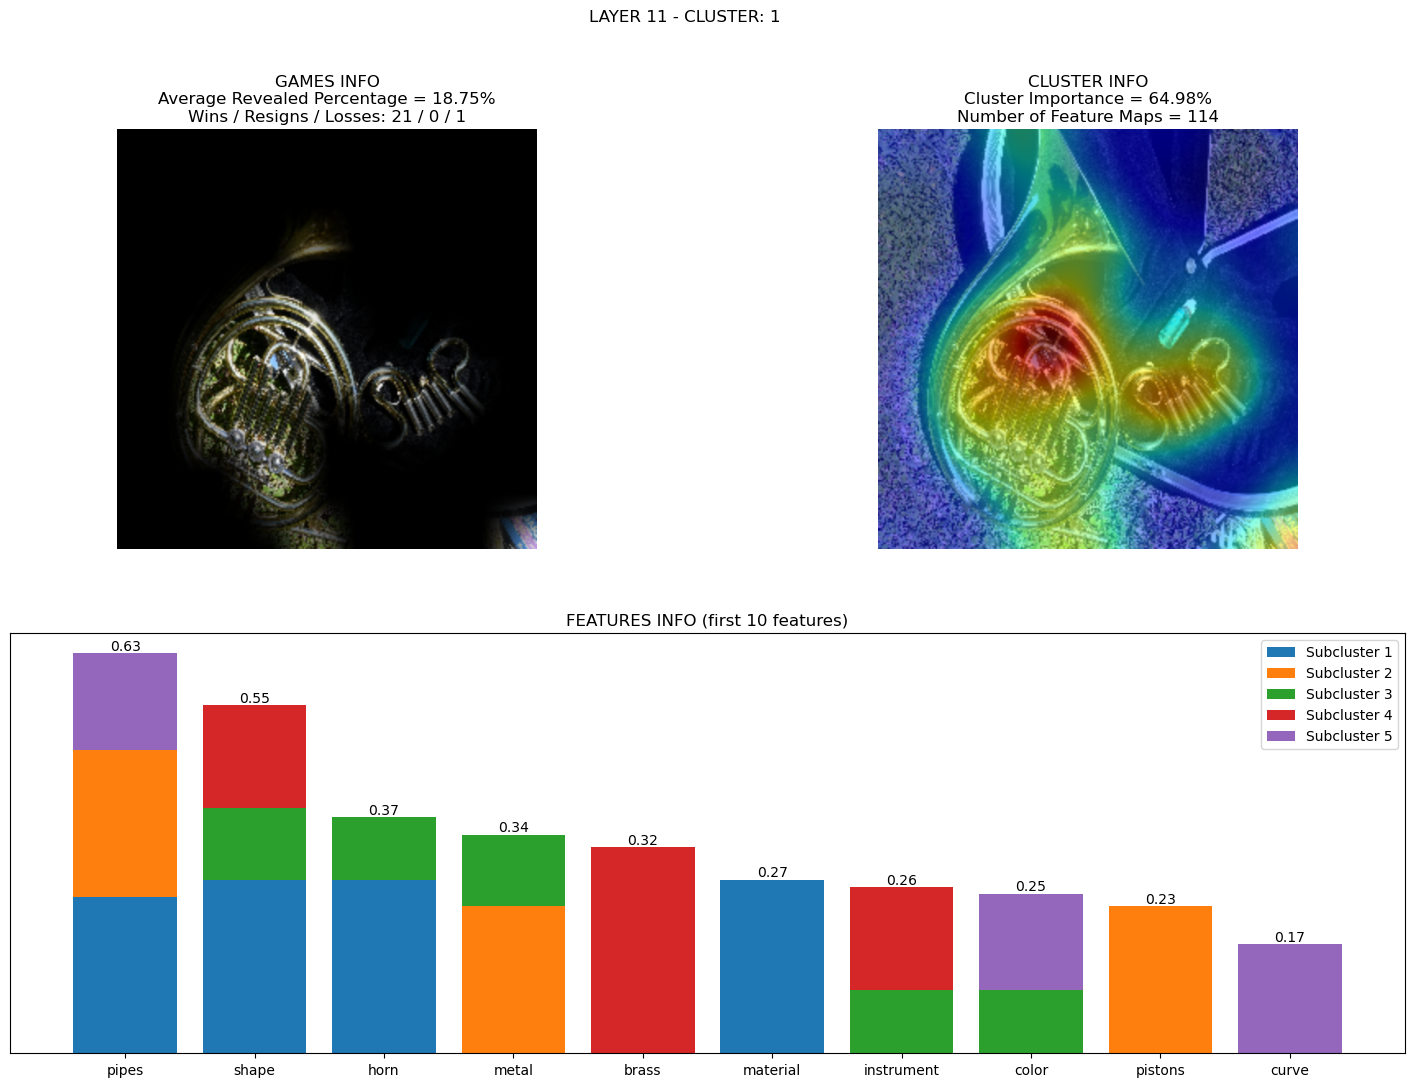 LAYER 11 - CLUSTER: 1
GAMES INFO
Average Revealed Percentage = 18.75%
Wins / Resigns / Losses: 21 / 0 / 1
CLUSTER INFO
Cluster Importance = 64.98%
Number of Feature Maps = 114
FEATURES INFO (first 10 features)
0.63
0.55
0.37
0.34
0.32
0.27
0.26
0.25
0.23
0.17
Subcluster 1
Subcluster 2
Subcluster 3
Subcluster 4
Subcluster 5
pipes
shape
horn
metal
brass
material
instrument
color
pistons
curve